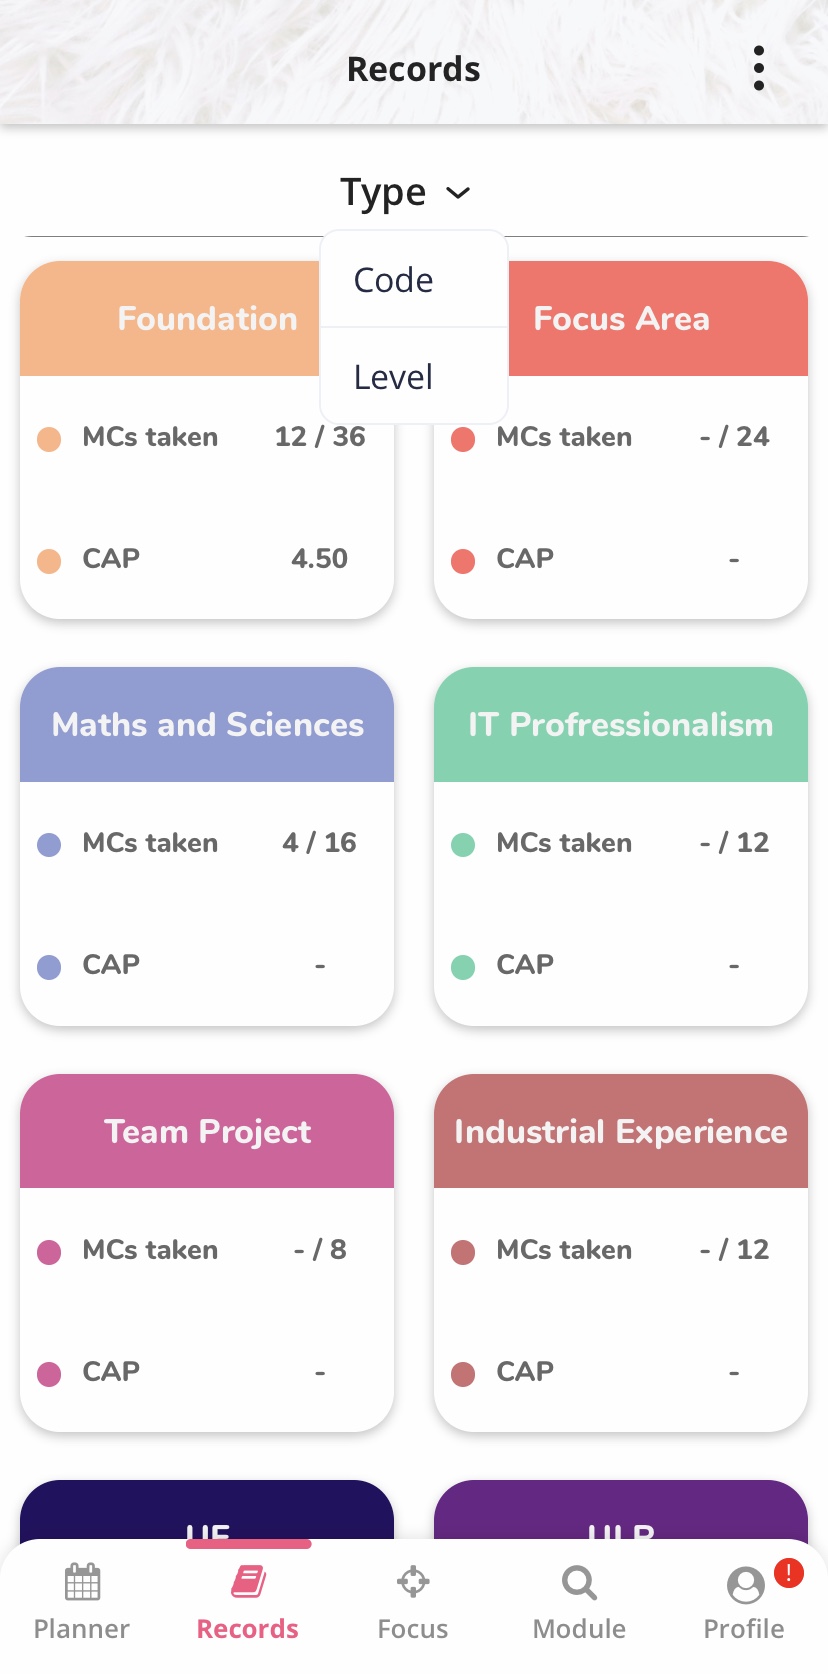 Records
Type
Code
Level
Foundation
MCs taken 12 / 36
CAP 4.50
Focus Area
MCs taken - / 24
CAP -
Maths and Sciences
MCs taken 4 / 16
CAP -
IT Profressionalism
MCs taken - / 12
CAP -
Team Project
MCs taken - / 8
CAP -
Industrial Experience
MCs taken - / 12
CAP -
UE
ULR
Planner
Records
Focus
Module
Profile
!